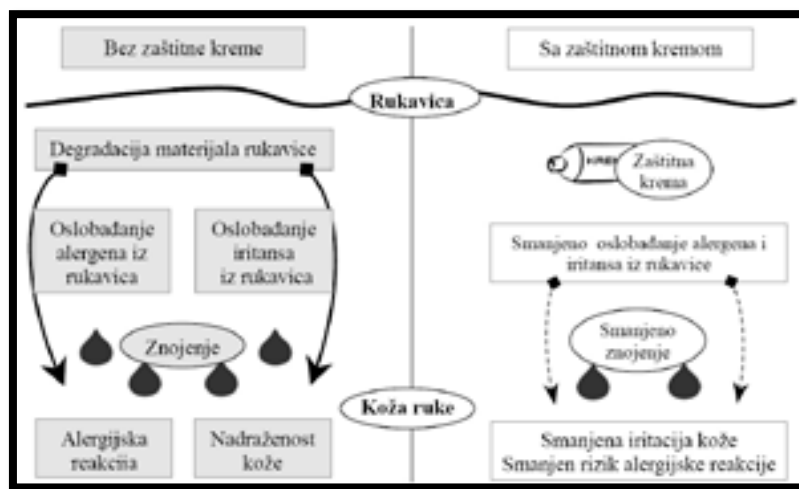 Bez zaštitne kreme
Sa zaštitnom kremom
Rukavica
Degradacija materijala rukavice
Zaštitna
krema
Oslobađanje
alergena iz
rukavica
Oslobađanje
iritansa
iz rukavica
Smanjeno oslobađanje alergena i
iritansa iz rukavice
Znojenje
Smanjeno
znojenje
Koža ruke
Alergijska
reakcija
Nadraženost
kože
Smanjena iritacija kože
Smanjen rizik alergijske reakcije